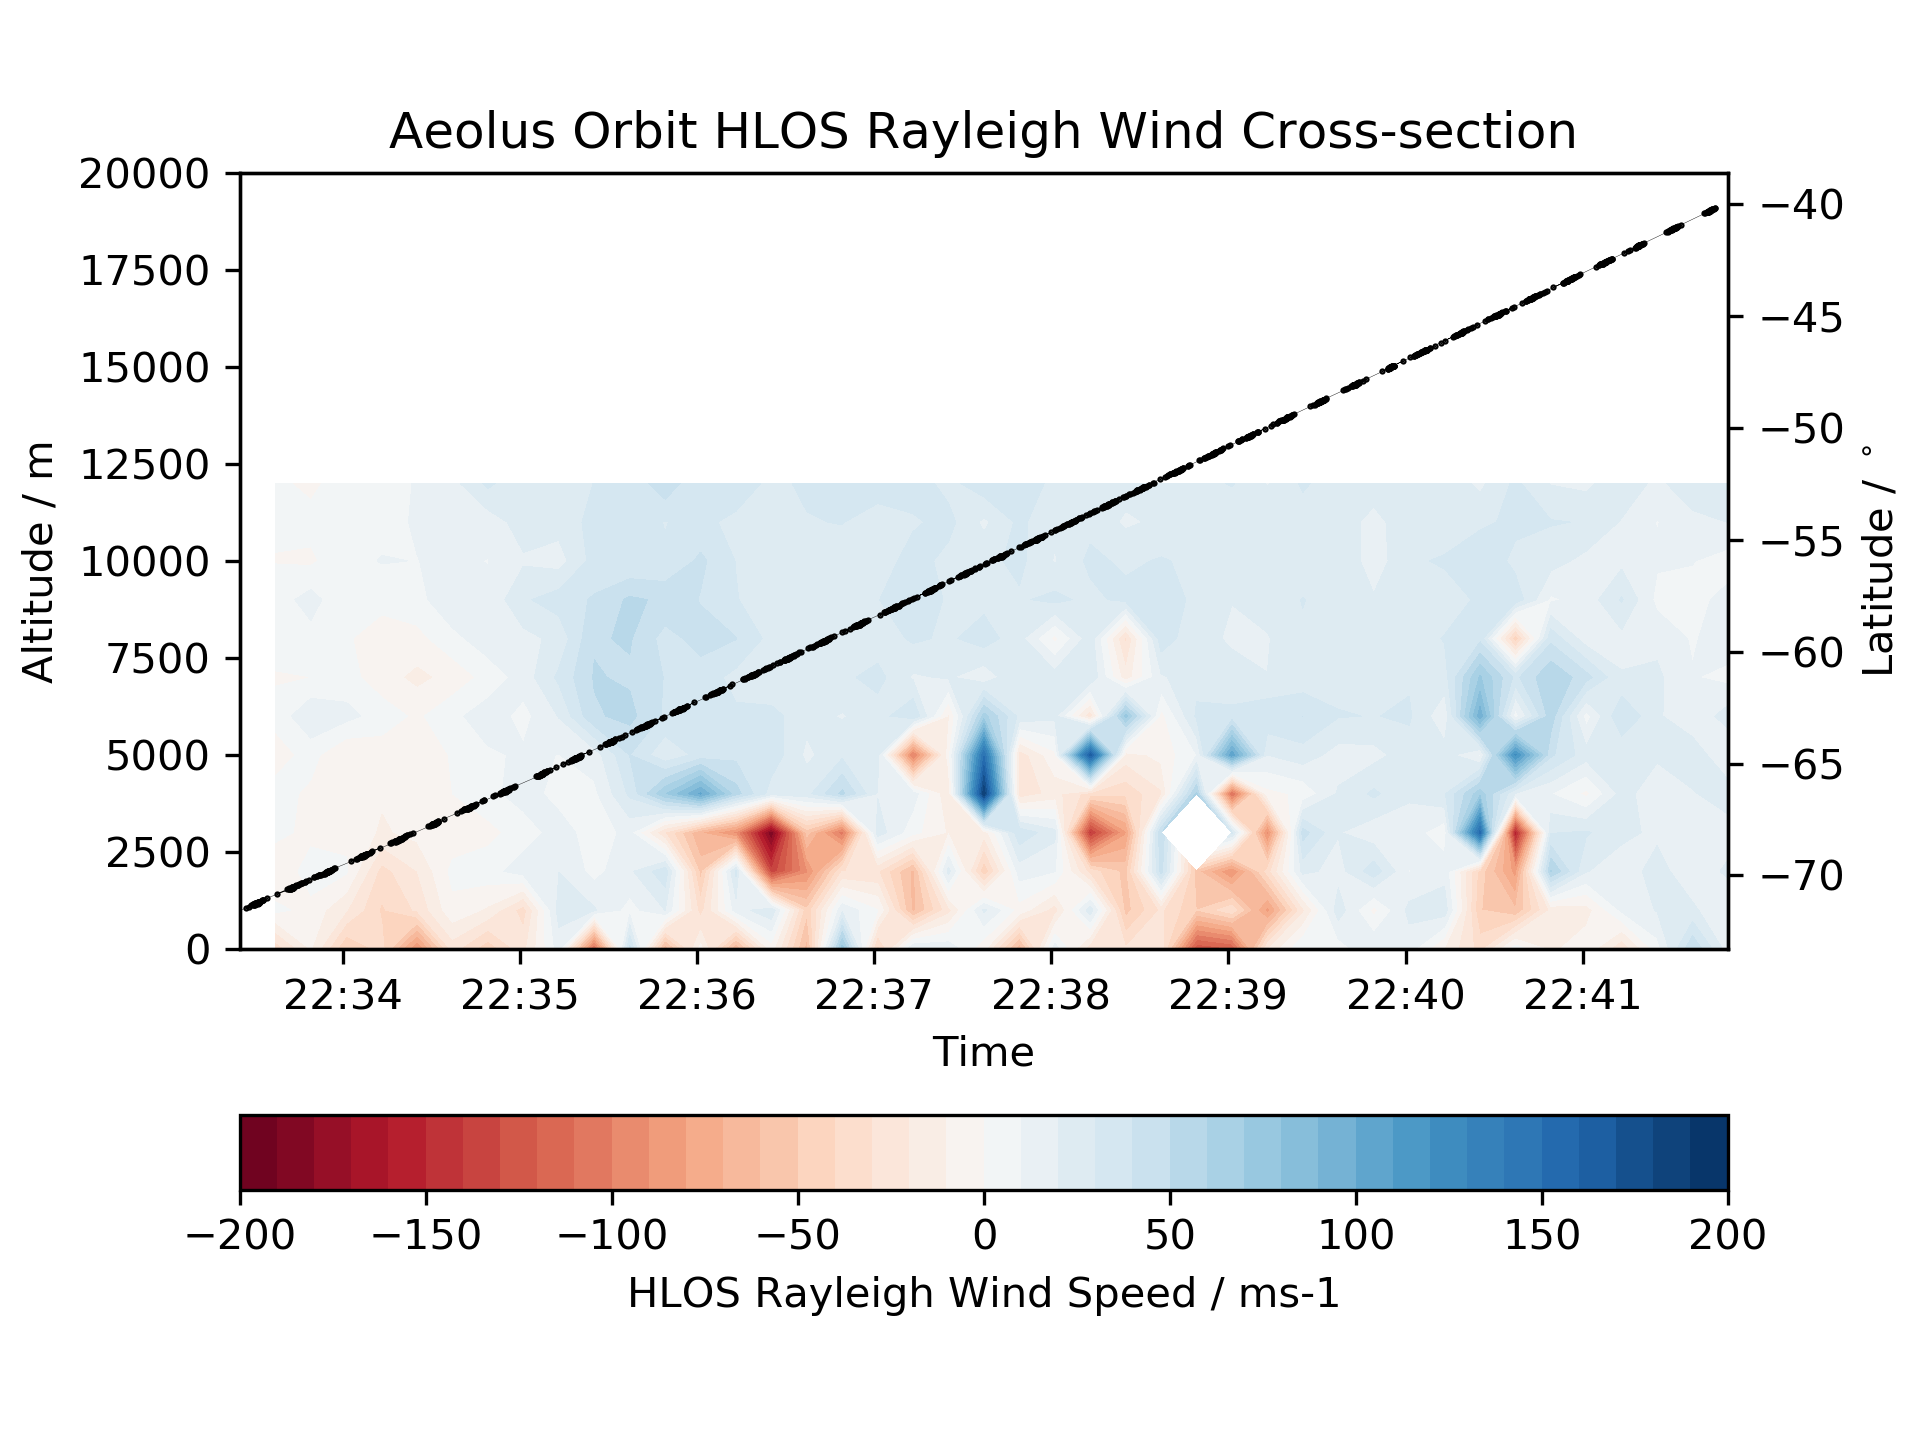 Aeolus Orbit HLOS Rayleigh Wind Cross-section
20000
17500
15000
12500
10000
7500
5000
2500
0
Altitude / m
−40
−45
−50
−55
−60
−65
−70
Latitude / °
22:34 22:35 22:36 22:37 22:38 22:39 22:40 22:41
Time
−200 −150 −100 −50 0 50 100 150 200
HLOS Rayleigh Wind Speed / ms-1